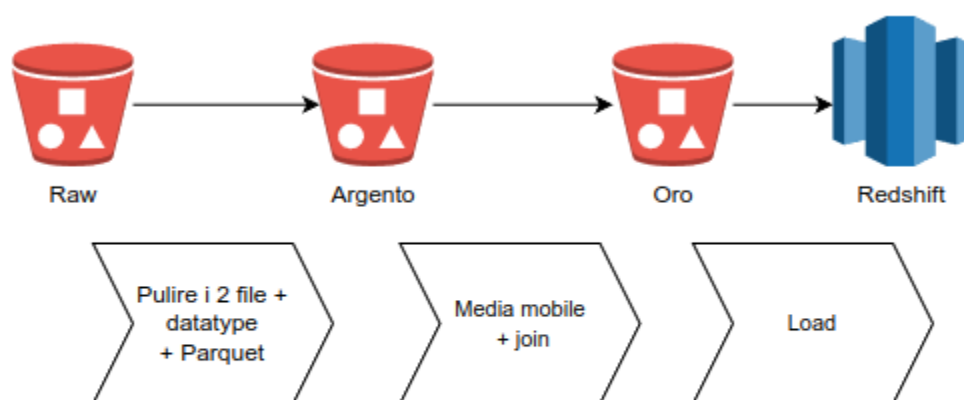 Raw
Argento
Oro
Redshift
Pulire i 2 file +
datatype
+ Parquet
Media mobile
+ join
Load